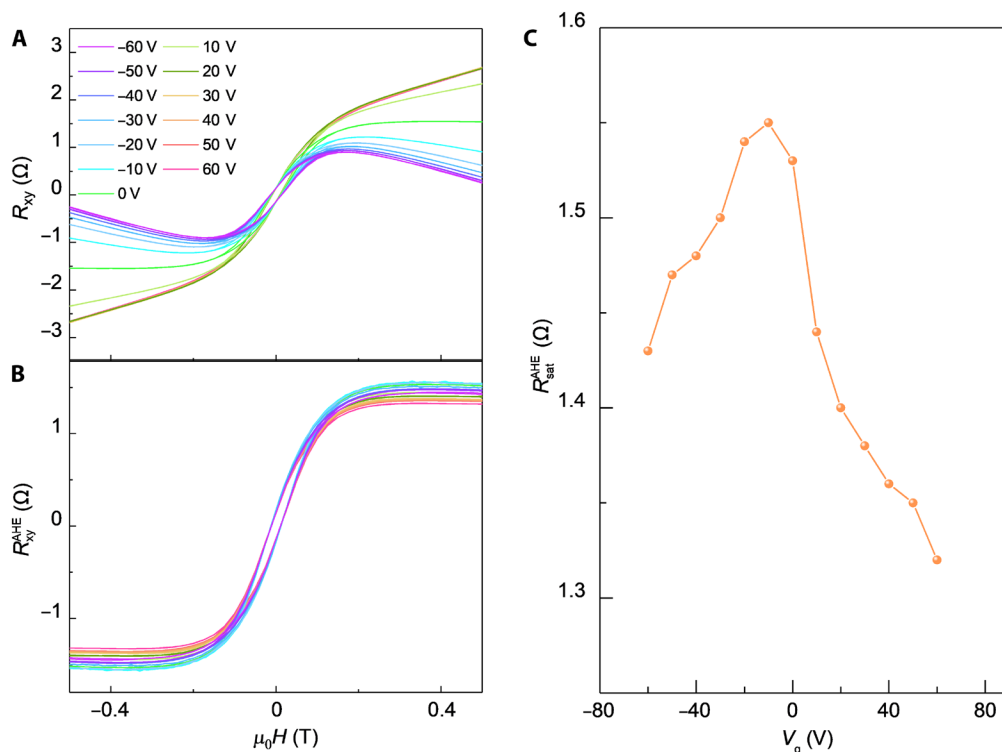 A
3
2
1
0
−1
−2
−3
Rxy (Ω)
−60 V 10 V
−50 V 20 V
−40 V 30 V
−30 V 40 V
−20 V 50 V
−10 V 60 V
0 V
B
1
0
−1
RxyAHE (Ω)
−0.4 0 0.4
μ0H (T)
C
1.6
1.5
1.4
1.3
RsatAHE (Ω)
−80 −40 0 40 80
Vg (V)